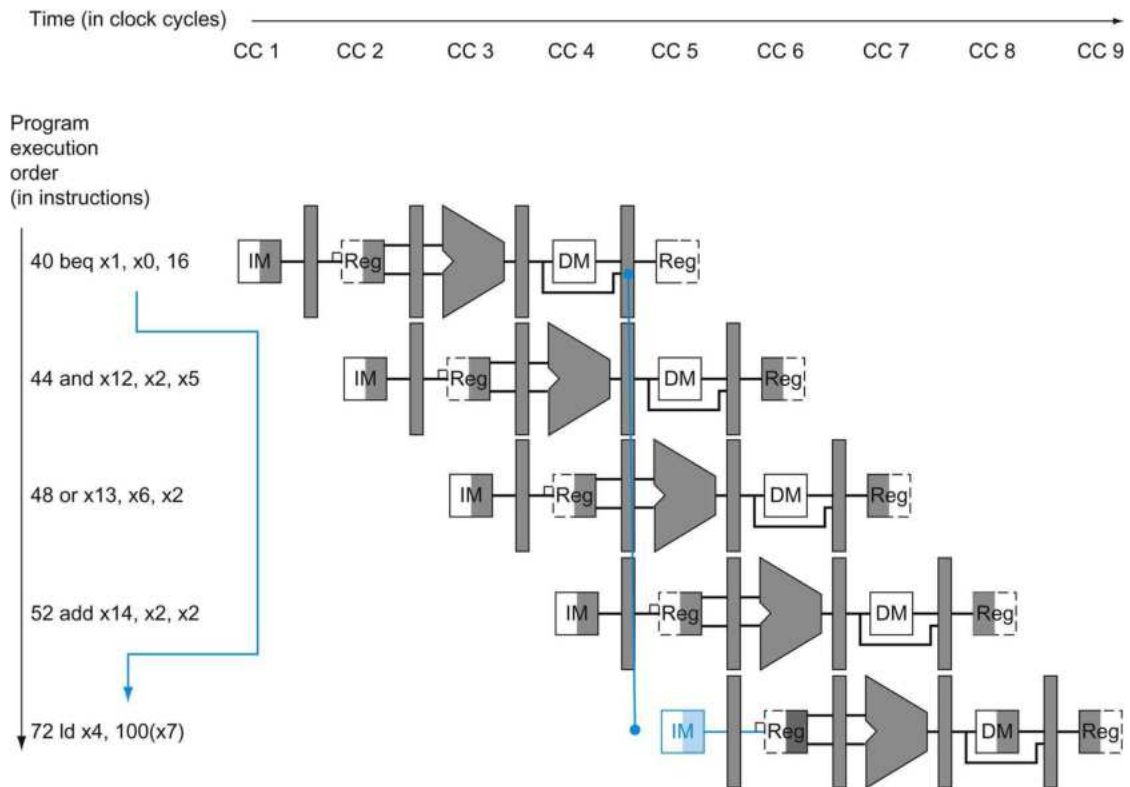 Time (in clock cycles)
CC 1 CC 2 CC 3 CC 4 CC 5 CC 6 CC 7 CC 8 CC 9
Program
execution
order
(in instructions)
40 beq x1, x0, 16
IM Reg DM Reg
44 and x12, x2, x5
IM Reg DM Reg
48 or x13, x6, x2
IM Reg DM Reg
52 add x14, x2, x2
IM Reg DM Reg
72 ld x4, 100(x7)
IM Reg DM Reg